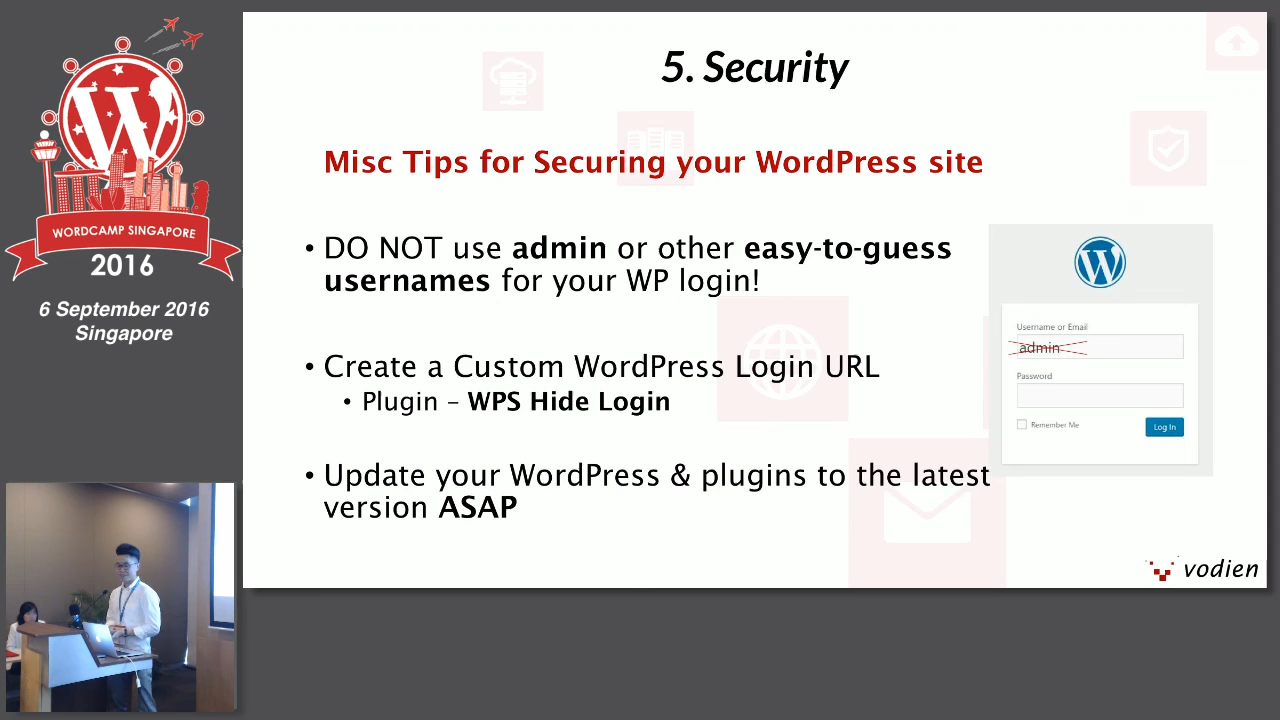 WORDCAMP SINGAPORE
2016
6 September 2016
Singapore
5. Security
Misc Tips for Securing your WordPress site
• DO NOT use admin or other easy-to-guess
usernames for your WP login!
• Create a Custom WordPress Login URL
• Plugin – WPS Hide Login
• Update your WordPress & plugins to the latest
version ASAP
Username or Email
admin
Password
Remember Me
Log In
vodien